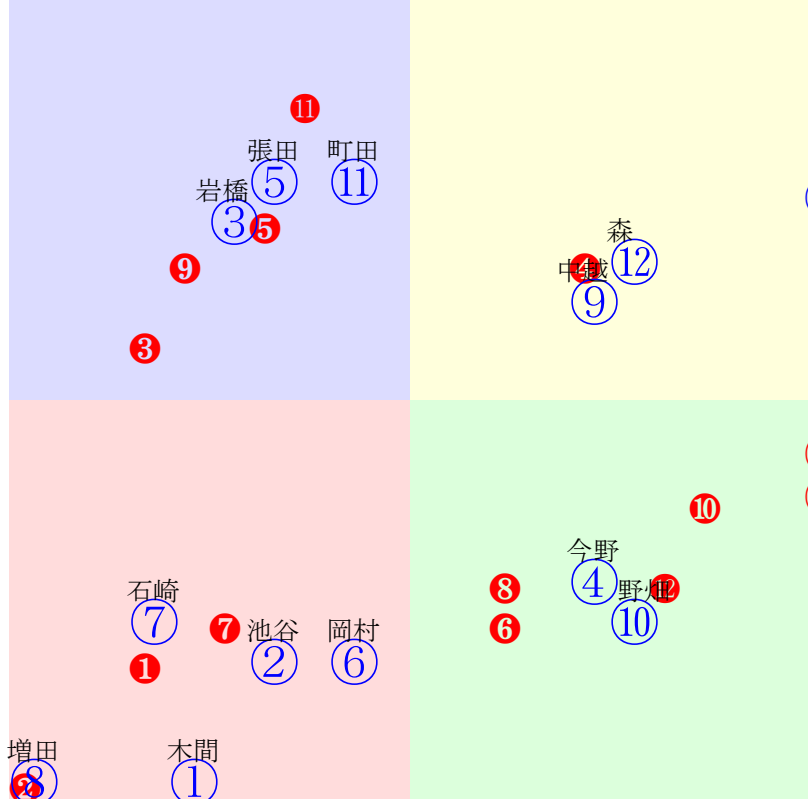 ⓫
張田 町田
⑤ ⑪
岩橋
③ ❺
森
❾ 中越 ❹ ⑫
⑨
❸
❿
今野
石崎 ❽ ④ 野畑 ⓬
⑦ ❼ 池谷 岡村 ❻ ⑩
❶ ② ⑥
増田 木間
⑧ ❷ ①